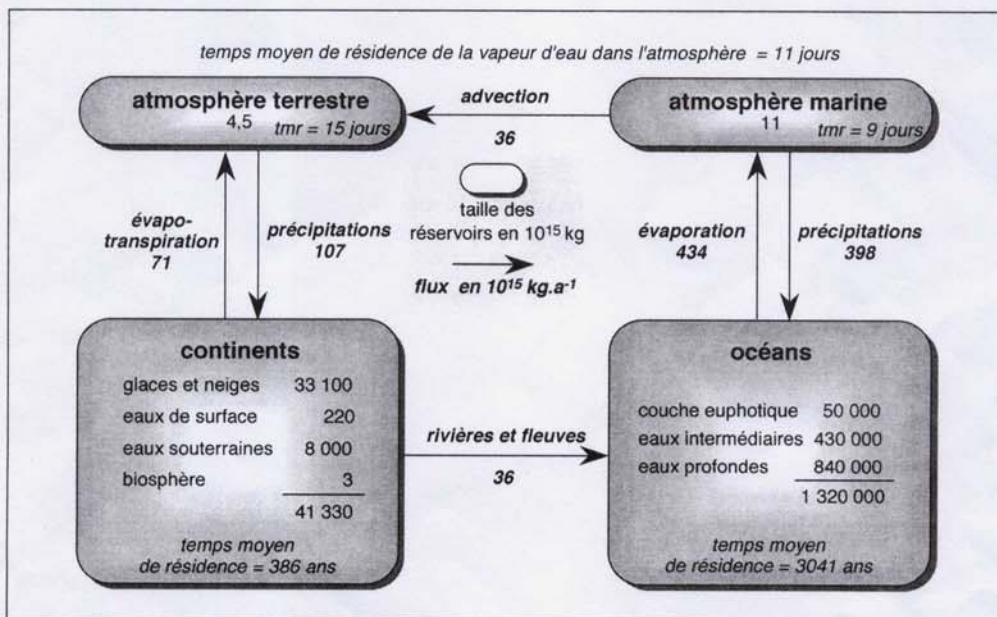 temps moyen de résidence de la vapeur d'eau dans l'atmosphère = 11 jours
atmosphère terrestre
4,5 tmr = 15 jours
advection
36
atmosphère marine
11 tmr = 9 jours
évapo-
transpiration
71
précipitations
107
taille des
réservoirs en 10¹⁵ kg
flux en 10¹⁵ kg.a⁻¹
évaporation
434
précipitations
398
continents
glaces et neiges 33 100
eaux de surface 220
eaux souterraines 8 000
biosphère 3
41 330
temps moyen
de résidence = 386 ans
rivières et fleuves
36
océans
couche euphotique 50 000
eaux intermédiaires 430 000
eaux profondes 840 000
1 320 000
temps moyen
de résidence = 3041 ans